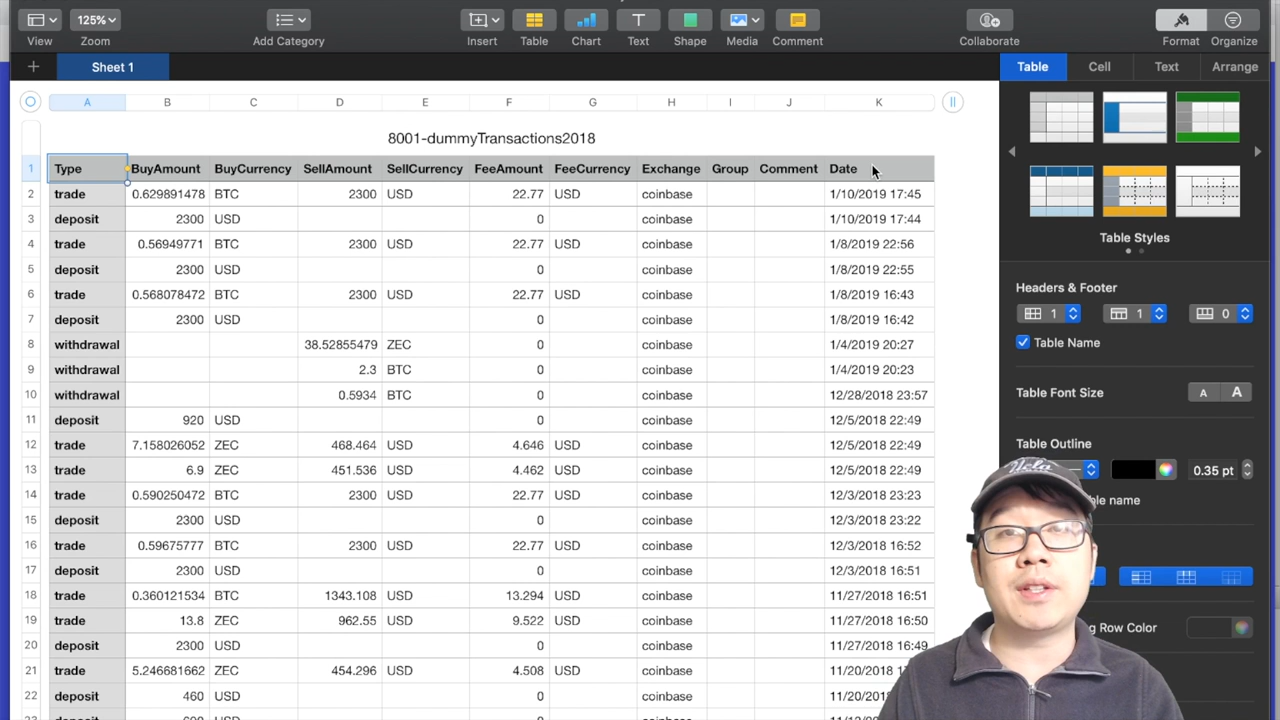 125%
View Zoom Add Category Insert Table Chart Text Shape Media Comment Collaborate Format Organize
Sheet 1 Table Cell Text Arrange
A B C D E F G H I J K
8001-dummyTransactions2018
1 Type BuyAmount BuyCurrency SellAmount SellCurrency FeeAmount FeeCurrency Exchange Group Comment Date
2 trade 0.629891478 BTC 2300 USD 22.77 USD coinbase 1/10/2019 17:45
3 deposit 2300 USD 0 coinbase 1/10/2019 17:44
4 trade 0.56949771 BTC 2300 USD 22.77 USD coinbase 1/8/2019 22:56
5 deposit 2300 USD 0 coinbase 1/8/2019 22:55
6 trade 0.568078472 BTC 2300 USD 22.77 USD coinbase 1/8/2019 16:43
7 deposit 2300 USD 0 coinbase 1/8/2019 16:42
8 withdrawal 38.52855479 ZEC 0 coinbase 1/4/2019 20:27
9 withdrawal 2.3 BTC 0 coinbase 1/4/2019 20:23
10 withdrawal 0.5934 BTC 0 coinbase 12/28/2018 23:57
11 deposit 920 USD 0 coinbase 12/5/2018 22:49
12 trade 7.158026052 ZEC 468.464 USD 4.646 USD coinbase 12/5/2018 22:49
13 trade 6.9 ZEC 451.536 USD 4.462 USD coinbase 12/5/2018 22:49
14 trade 0.590250472 BTC 2300 USD 22.77 USD coinbase 12/3/2018 23:23
15 deposit 2300 USD 0 coinbase 12/3/2018 23:22
16 trade 0.59675777 BTC 2300 USD 22.77 USD coinbase 12/3/2018 16:52
17 deposit 2300 USD 0 coinbase 12/3/2018 16:51
18 trade 0.360121534 BTC 1343.108 USD 13.294 USD coinbase 11/27/2018 16:51
19 trade 13.8 ZEC 962.55 USD 9.522 USD coinbase 11/27/2018 16:50
20 deposit 2300 USD 0 coinbase 11/27/2018 16:49
21 trade 5.246681662 ZEC 454.296 USD 4.508 USD coinbase 11/20/2018
22 deposit 460 USD 0 coinbase 11/20/2018
23 deposit USD 0 coinbase
Table Styles
Headers & Footer
1 1 0
Table Name
Table Font Size A A
Table Outline
0.35 pt
name
Row Color
Ucla